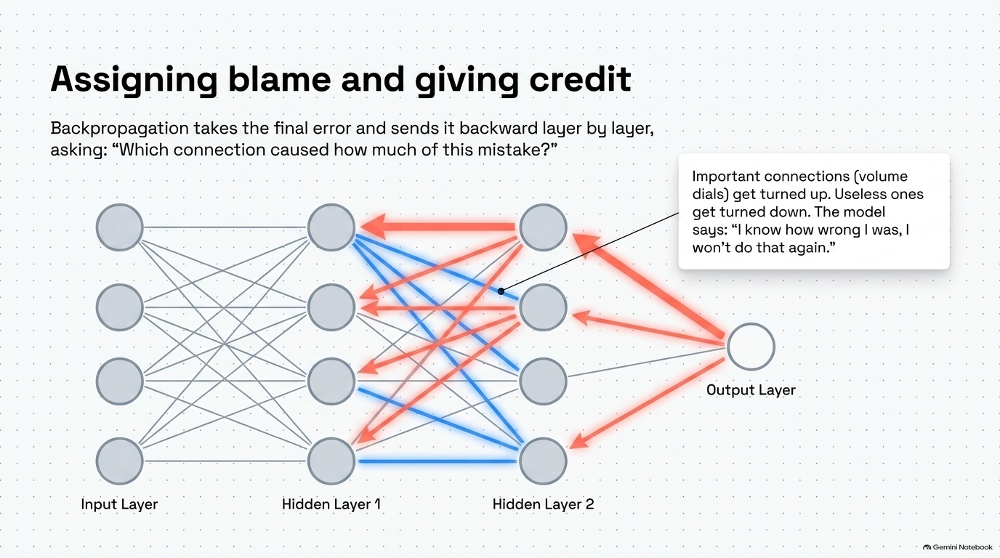 Assigning blame and giving credit
Backpropagation takes the final error and sends it backward layer by layer,
asking: “Which connection caused how much of this mistake?”
Important connections (volume
dials) get turned up. Useless ones
get turned down. The model
says: “I know how wrong I was, I
won’t do that again.”
Output Layer
Input Layer
Hidden Layer 1
Hidden Layer 2
Gemini Notebook